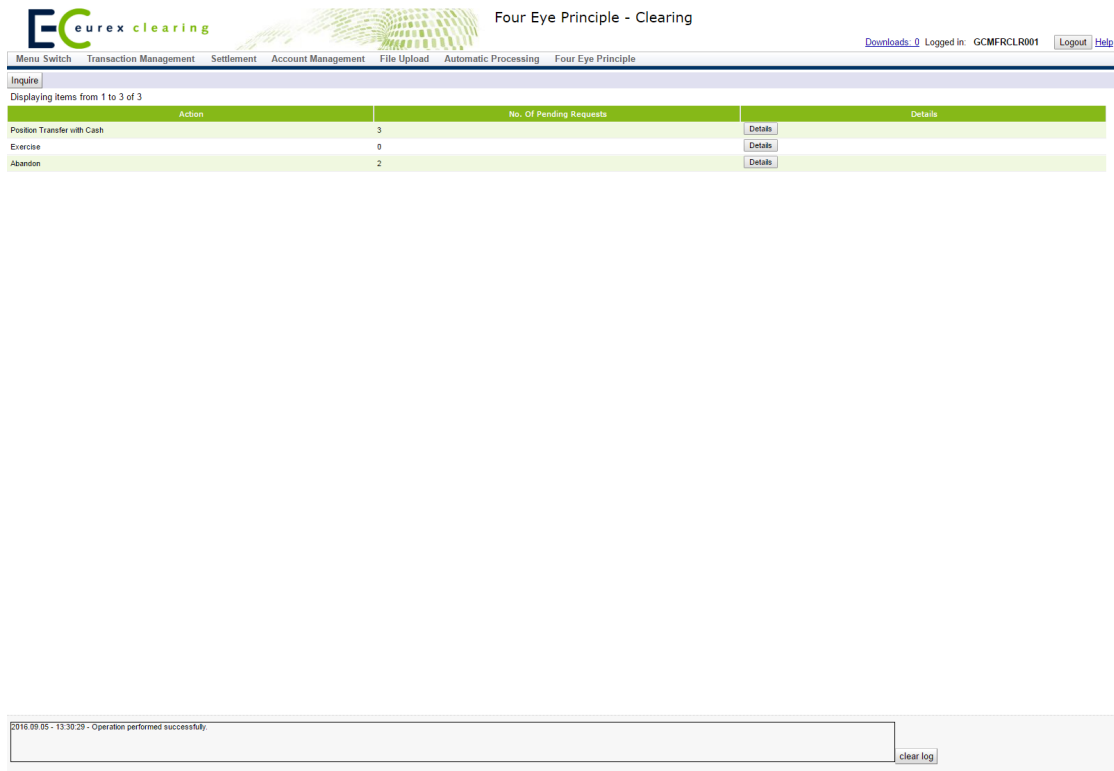 EC eurex clearing
Four Eye Principle - Clearing
Downloads: 0 Logged in: GCMFRCLR001 Logout Help
Menu Switch Transaction Management Settlement Account Management File Upload Automatic Processing Four Eye Principle
Inquire
Displaying items from 1 to 3 of 3
Action No. Of Pending Requests Details
Position Transfer with Cash 3 Details
Exercise 0 Details
Abandon 2 Details
2016.09.05 - 13:30:29 - Operation performed successfully.
clear log